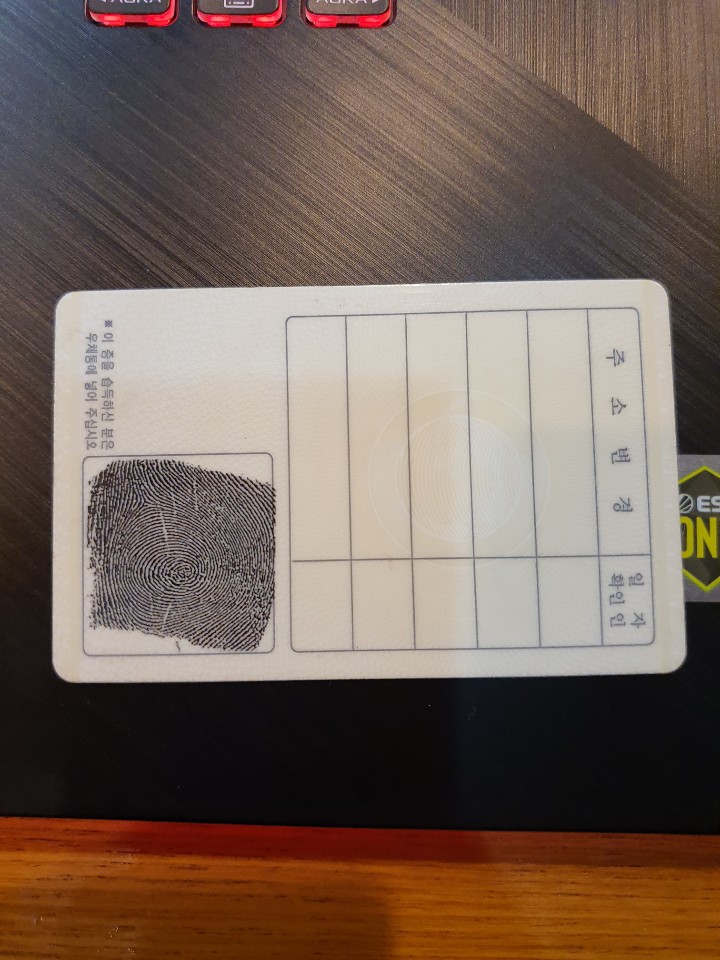 AURA
AURA
주소변경
일자
확인인
※ 이 증을 습득하신 분은
우체통에 넣어 주십시오
ES
ON